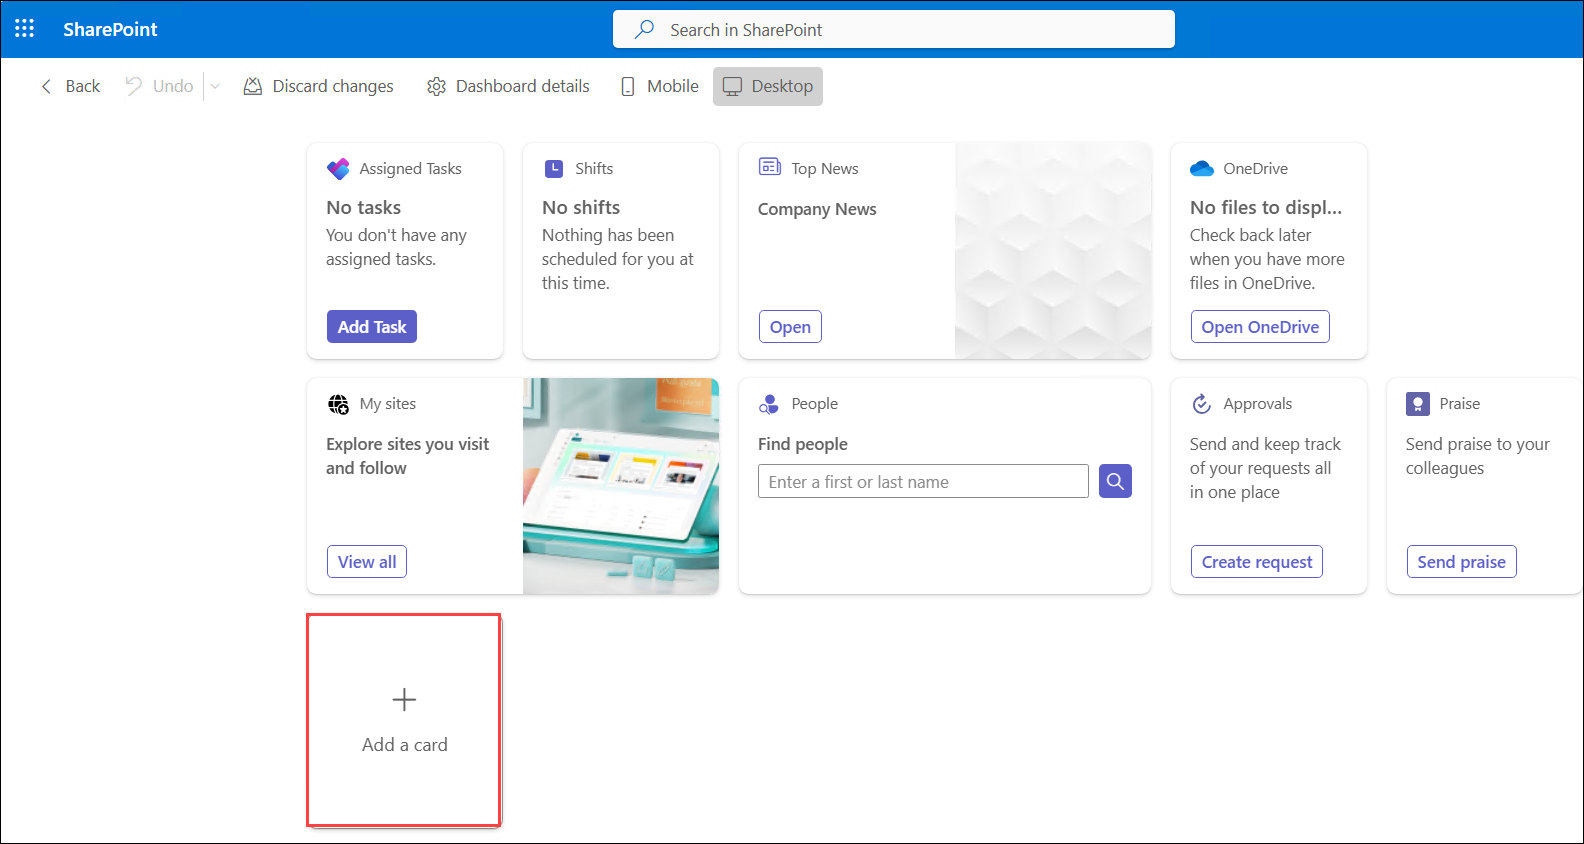 SharePoint
Search in SharePoint
Back
Undo
Discard changes
Dashboard details
Mobile
Desktop
Assigned Tasks
No tasks
You don't have any
assigned tasks.
Add Task
Shifts
No shifts
Nothing has been
scheduled for you at
this time.
Top News
Company News
Open
OneDrive
No files to displ...
Check back later
when you have more
files in OneDrive.
Open OneDrive
My sites
Explore sites you visit
and follow
View all
People
Find people
Enter a first or last name
Approvals
Send and keep track
of your requests all
in one place
Create request
Praise
Send praise to your
colleagues
Send praise
Add a card